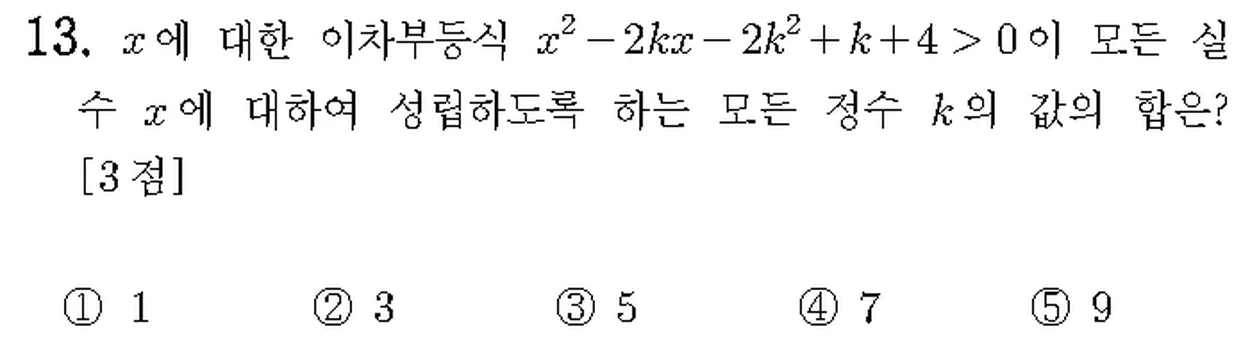 13. x에 대한 이차부등식 x² − 2kx − 2k² + k + 4 > 0이 모든 실
수 x에 대하여 성립하도록 하는 모든 정수 k의 값의 합은?
[3점]
① 1 ② 3 ③ 5 ④ 7 ⑤ 9